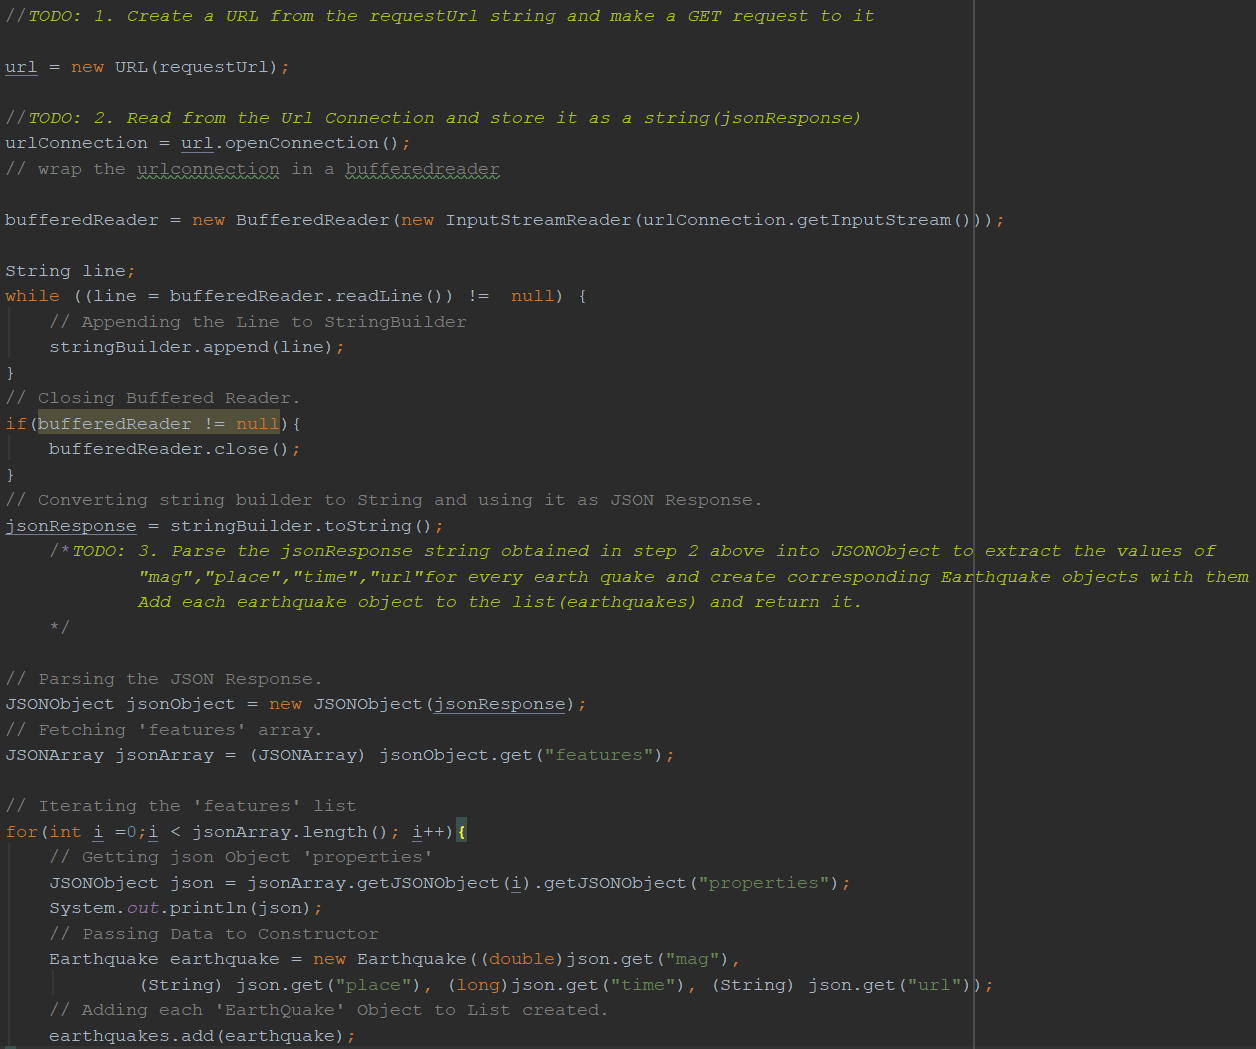 //TODO: 1. Create a URL from the requestUrl string and make a GET request to it
url = new URL(requestUrl);
//TODO: 2. Read from the Url Connection and store it as a string(jsonResponse)
urlConnection = url.openConnection();
// wrap the urlconnection in a bufferedreader
bufferedReader = new BufferedReader(new InputStreamReader(urlConnection.getInputStream()));
String line;
while ((line = bufferedReader.readLine()) !=  null) {
    // Appending the Line to StringBuilder
    stringBuilder.append(line);
}
// Closing Buffered Reader.
if(bufferedReader != null){
    bufferedReader.close();
}
// Converting string builder to String and using it as JSON Response.
jsonResponse = stringBuilder.toString();
    /*TODO: 3. Parse the jsonResponse string obtained in step 2 above into JSONObject to extract the values of
            "mag","place","time","url"for every earth quake and create corresponding Earthquake objects with them
            Add each earthquake object to the list(earthquakes) and return it.
    */
// Parsing the JSON Response.
JSONObject jsonObject = new JSONObject(jsonResponse);
// Fetching 'features' array.
JSONArray jsonArray = (JSONArray) jsonObject.get("features");
// Iterating the 'features' list
for(int i =0;i < jsonArray.length(); i++){
    // Getting json Object 'properties'
    JSONObject json = jsonArray.getJSONObject(i).getJSONObject("properties");
    System.out.println(json);
    // Passing Data to Constructor
    Earthquake earthquake = new Earthquake((double)json.get("mag"),
            (String) json.get("place"), (long)json.get("time"), (String) json.get("url"));
    // Adding each 'EarthQuake' Object to List created.
    earthquakes.add(earthquake);